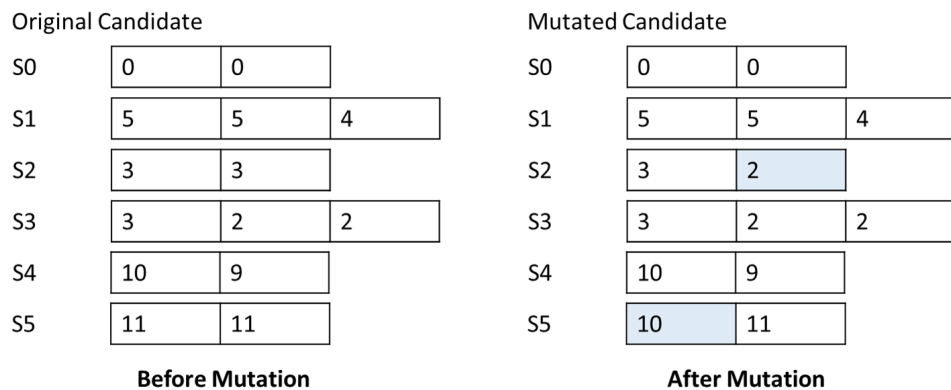 Original Candidate
S0 0 0
S1 5 5 4
S2 3 3
S3 3 2 2
S4 10 9
S5 11 11
Before Mutation
Mutated Candidate
S0 0 0
S1 5 5 4
S2 3 2
S3 3 2 2
S4 10 9
S5 10 11
After Mutation